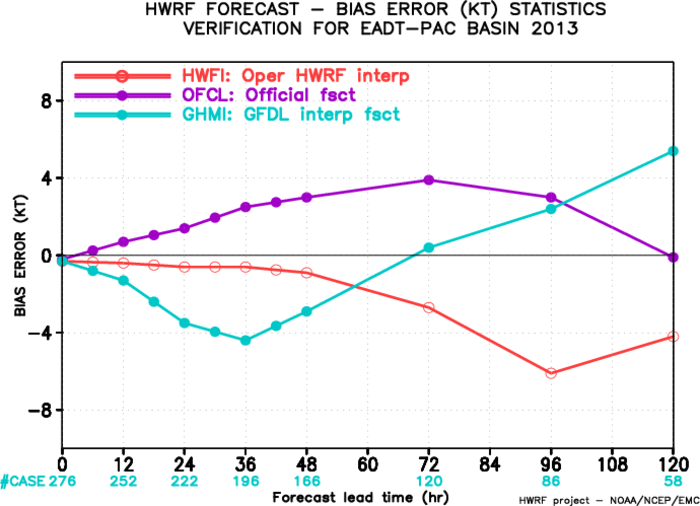 HWRF FORECAST – BIAS ERROR (KT) STATISTICS
VERIFICATION FOR EADT–PAC BASIN 2013
HWFI: Oper HWRF interp
OFCL: Official fsct
GHMI: GFDL interp fsct
BIAS ERROR (KT)
8
4
0
−4
−8
0 12 24 36 48 60 72 84 96 108 120
#CASE 276 252 222 196 166 120 86 58
Forecast lead time (hr)
HWRF project – NOAA/NCEP/EMC